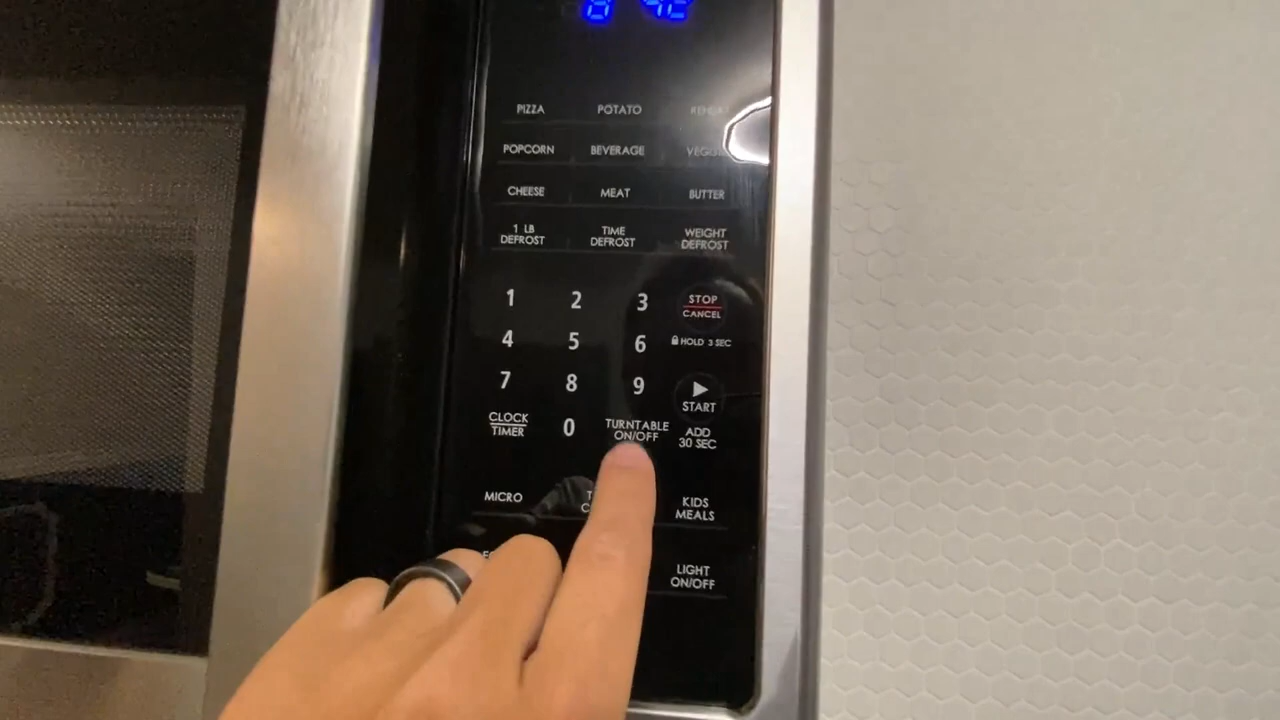 PIZZA POTATO REHEAT
POPCORN BEVERAGE VEGGIE
CHEESE MEAT BUTTER
1 LB DEFROST TIME DEFROST WEIGHT DEFROST
1 2 3 STOP
CANCEL
4 5 6 HOLD 3 SEC
7 8 9 START
CLOCK
TIMER
0
TURNTABLE
ON/OFF
ADD
30 SEC
MICRO
KIDS
MEALS
LIGHT
ON/OFF